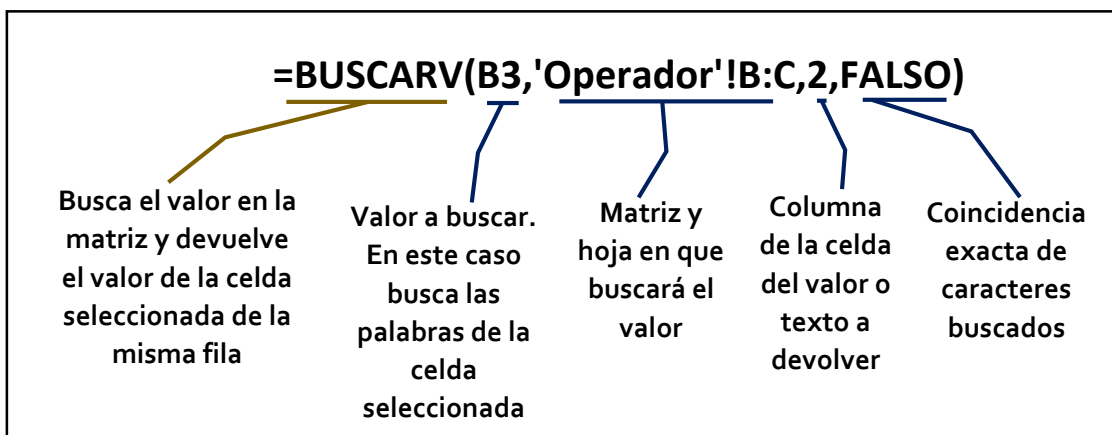 =BUSCARV(B3,'Operador'!B:C,2,FALSO)
Busca el valor en la
matriz y devuelve
el valor de la celda
seleccionada de la
misma fila
Valor a buscar.
En este caso
busca las
palabras de la
celda
seleccionada
Matriz y
hoja en que
buscará el
valor
Columna
de la celda
del valor o
texto a
devolver
Coincidencia
exacta de
caracteres
buscados